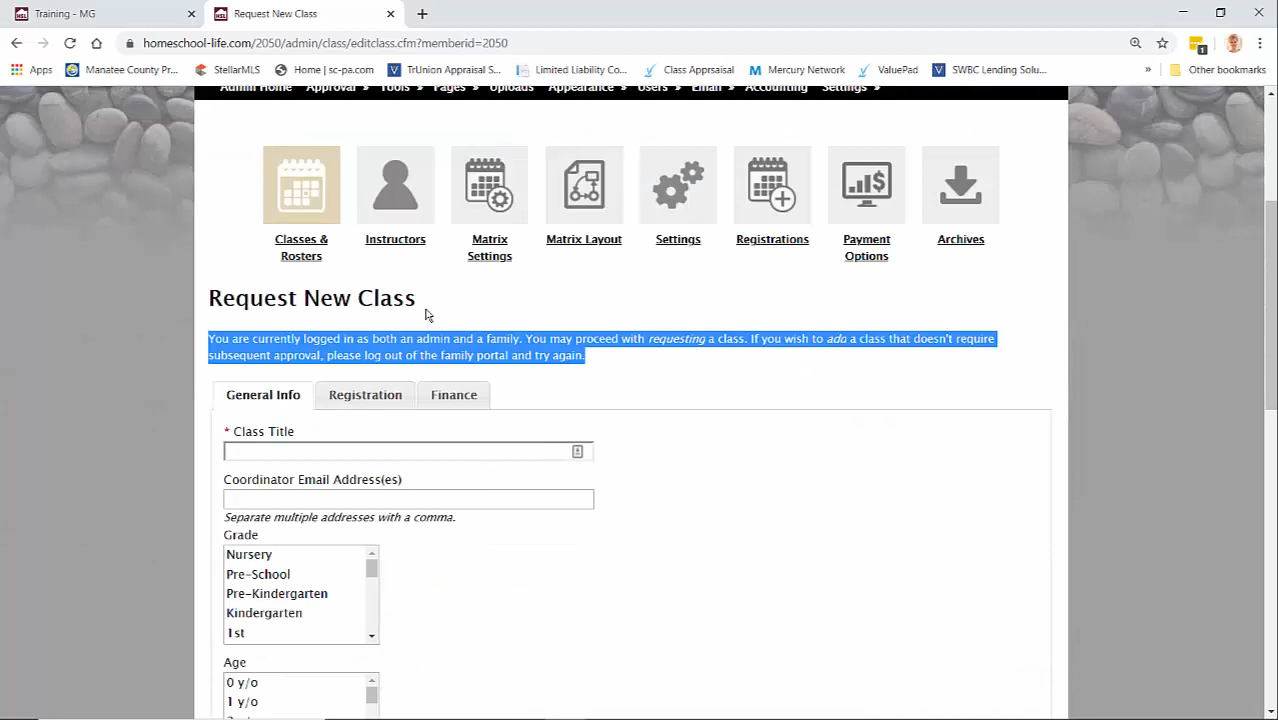 Training - MG
Request New Class
homeschool-life.com/2050/admin/class/editclass.cfm?memberid=2050
1
Apps
Manatee County Pr...
StellarMLS
Home | sc-pa.com
TrUnion Appraisal S...
Limited Liability Co...
Class Apprsaisal
Mercury Network
ValuePad
SWBC Lending Solu...
»
Other bookmarks
Admin Home Approval » Tools » Pages » Uploads Appearance » Users » Email » Accounting Settings »
Classes & Rosters
Instructors
Matrix Settings
Matrix Layout
Settings
Registrations
Payment Options
Archives
Request New Class
You are currently logged in as both an admin and a family. You may proceed with requesting a class. If you wish to add a class that doesn't require
subsequent approval, please log out of the family portal and try again.
General Info
Registration
Finance
* Class Title
Coordinator Email Address(es)
Separate multiple addresses with a comma.
Grade
Nursery
Pre-School
Pre-Kindergarten
Kindergarten
1st
Age
0 y/o
1 y/o